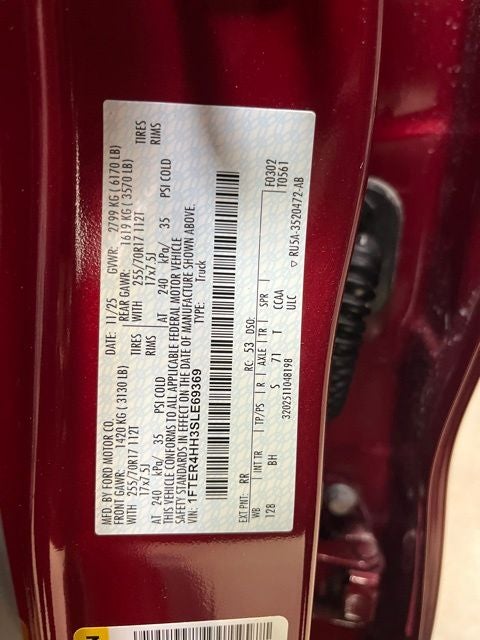 MFD. BY FORD MOTOR CO.
DATE: 11/25 GVWR: 2799 KG ( 6170 LB)
FRONT GAWR: 1420 KG ( 3130 LB) REAR GAWR: 1619 KG ( 3570 LB)
WITH 255/70R17 112T TIRES WITH 255/70R17 112T TIRES
17x7.5J RIMS 17x7.5J RIMS
AT 240 kPa/ 35 PSI COLD AT 240 kPa/ 35 PSI COLD
THIS VEHICLE CONFORMS TO ALL APPLICABLE FEDERAL MOTOR VEHICLE
SAFETY STANDARDS IN EFFECT ON THE DATE OF MANUFACTURE SHOWN ABOVE.
VIN: 1FTER4HH3SLE69369 TYPE: Truck
EXT PNT: RR RC: 53 DSO: F0302
T0561
WB INT TR TP/PS R AXLE TR SPR
128 BH S 71 T CCAA
ULC
3202511048198 ▽ RU5A-3520472-AB